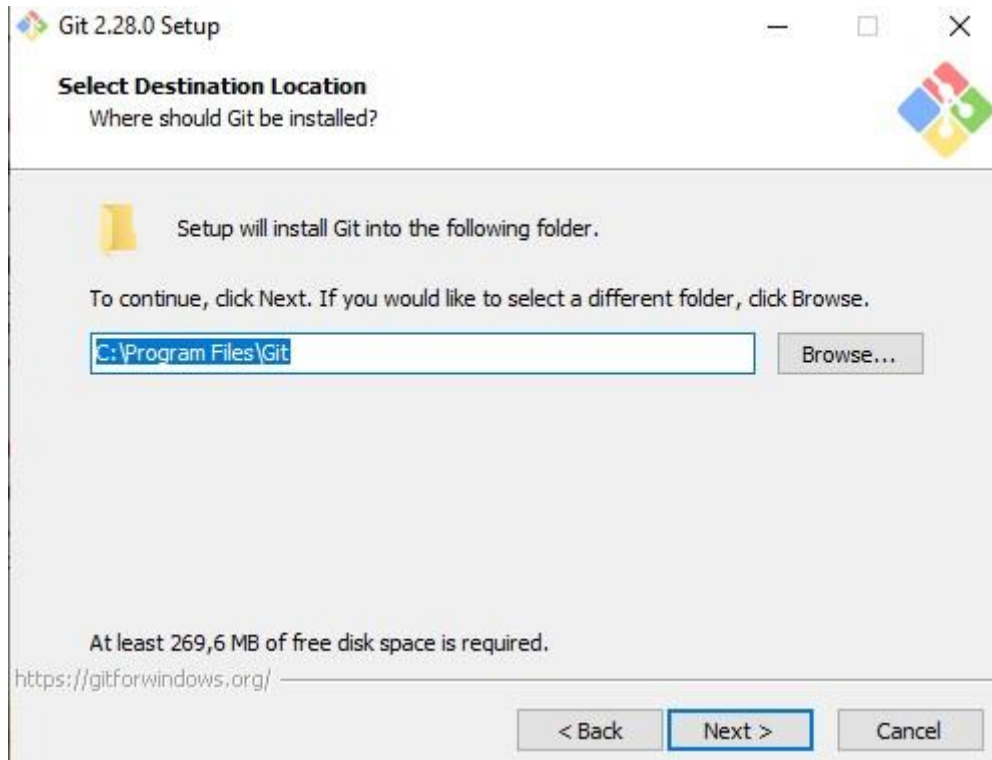 Git 2.28.0 Setup
Select Destination Location
Where should Git be installed?
Setup will install Git into the following folder.
To continue, click Next. If you would like to select a different folder, click Browse.
C:\Program Files\Git
Browse...
At least 269,6 MB of free disk space is required.
https://gitforwindows.org/
< Back
Next >
Cancel